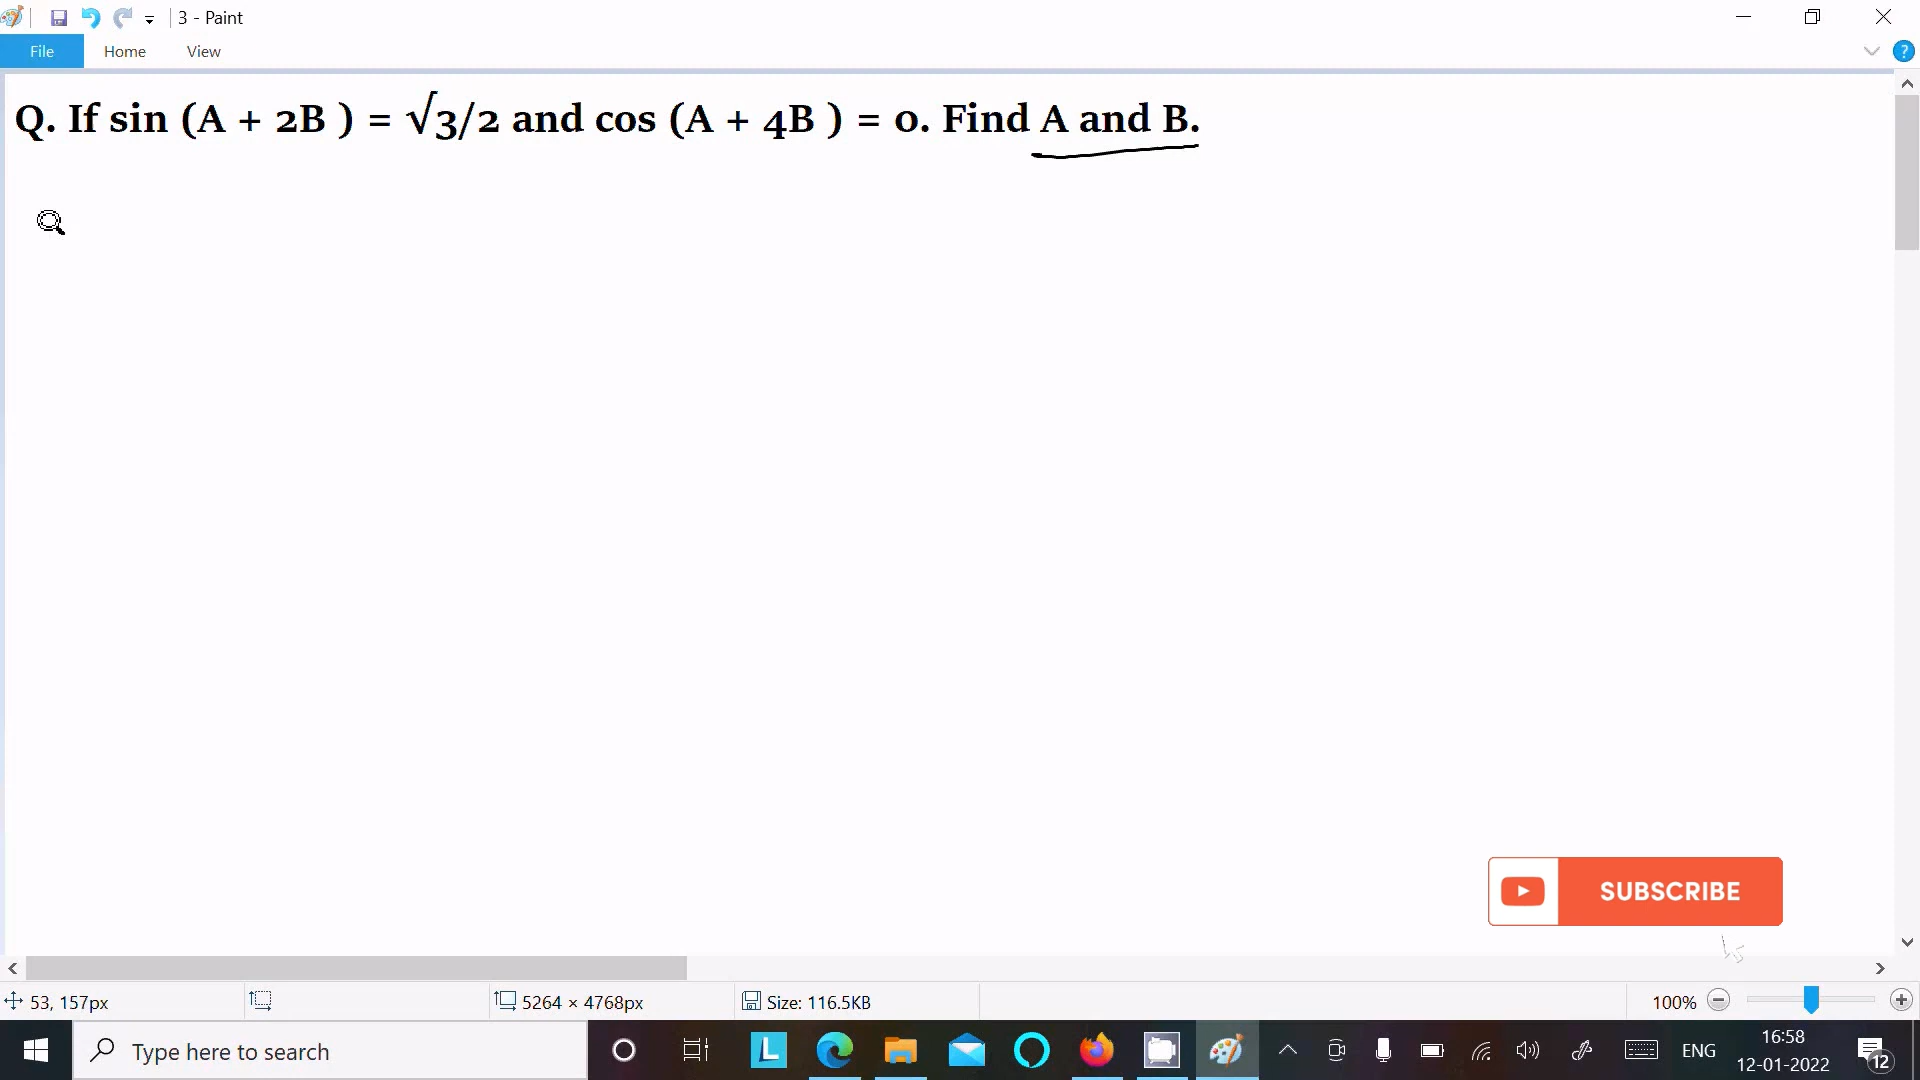 3 - Paint
File Home View
Q. If sin (A + 2B ) = √3/2 and cos (A + 4B ) = 0. Find A and B.
SUBSCRIBE
53, 157px 5264 × 4768px Size: 116.5KB 100%
Type here to search
L
ENG
16:58
12-01-2022
12